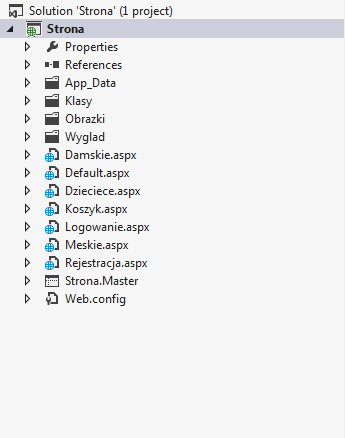 Solution 'Strona' (1 project)
Strona
Properties
References
App_Data
Klasy
Obrazki
Wyglad
Damskie.aspx
Default.aspx
Dzieciece.aspx
Koszyk.aspx
Logowanie.aspx
Meskie.aspx
Rejestracja.aspx
Strona.Master
Web.config